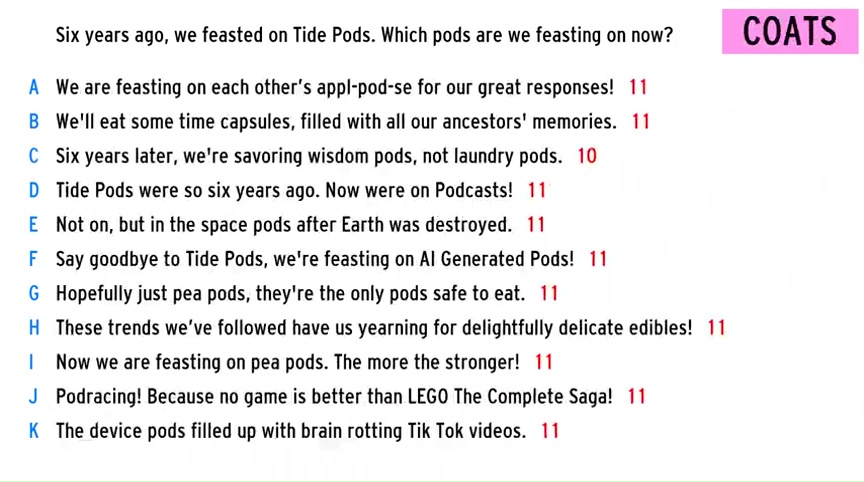 Six years ago, we feasted on Tide Pods. Which pods are we feasting on now?
COATS
A We are feasting on each other's appl-pod-se for our great responses! 11
B We'll eat some time capsules, filled with all our ancestors' memories. 11
C Six years later, we're savoring wisdom pods, not laundry pods. 10
D Tide Pods were so six years ago. Now were on Podcasts! 11
E Not on, but in the space pods after Earth was destroyed. 11
F Say goodbye to Tide Pods, we're feasting on AI Generated Pods! 11
G Hopefully just pea pods, they're the only pods safe to eat. 11
H These trends we've followed have us yearning for delightfully delicate edibles! 11
I Now we are feasting on pea pods. The more the stronger! 11
J Podracing! Because no game is better than LEGO The Complete Saga! 11
K The device pods filled up with brain rotting Tik Tok videos. 11